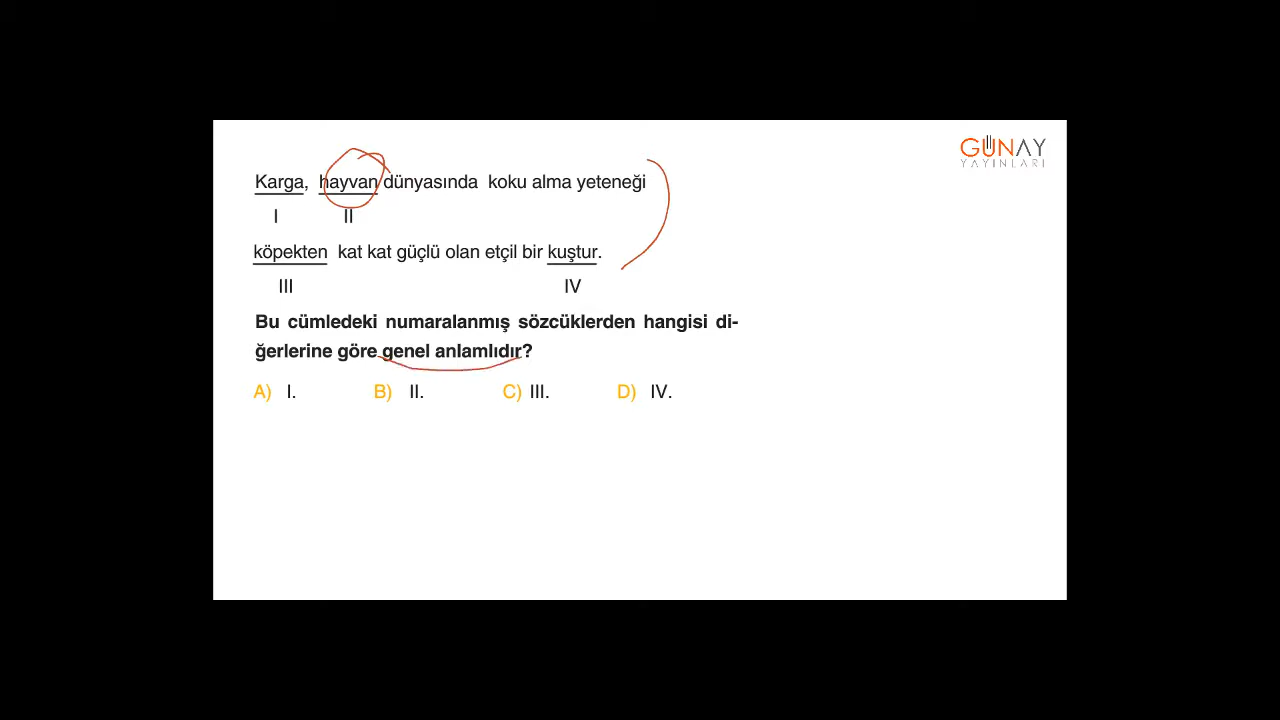 GÜNAY
YAYINLARI
Karga, hayvan dünyasında koku alma yeteneği
I II
köpekten kat kat güçlü olan etçil bir kuştur.
III IV
Bu cümledeki numaralanmış sözcüklerden hangisi di-
ğerlerine göre genel anlamlıdır?
A) I. B) II. C) III. D) IV.